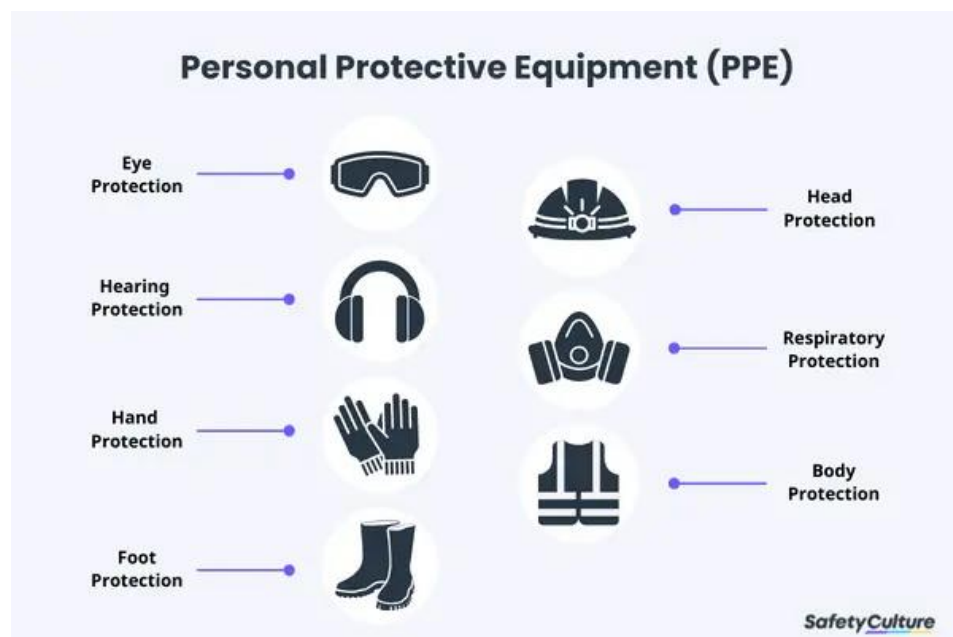 Personal Protective Equipment (PPE)
Eye
Protection
Hearing
Protection
Hand
Protection
Foot
Protection
Head
Protection
Respiratory
Protection
Body
Protection
SafetyCulture